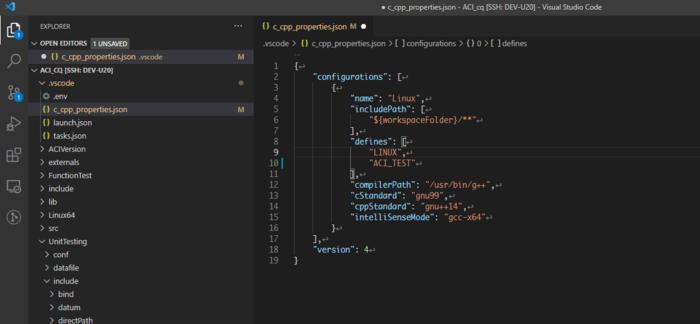 ● c_cpp_properties.json - ACI_cq [SSH: DEV-U20] - Visual Studio Code
EXPLORER
OPEN EDITORS 1 UNSAVED
{} c_cpp_properties.json .vscode M
ACI_CQ [SSH: DEV-U20]
.vscode
.env
{} c_cpp_properties.json M
{} launch.json
{} tasks.json
ACIVersion
externals
FunctionTest
include
lib
Linux64
src
UnitTesting
conf
datafile
include
bind
datum
directPath
{} c_cpp_properties.json M ●
.vscode > {} c_cpp_properties.json > [ ] configurations > {} 0 > [ ] defines
1 {
2 "configurations": [
3 {
4 "name": "Linux",
5 "includePath": [
6 "${workspaceFolder}/**"
7 ],
8 "defines": [
9 "LINUX",
10 "ACI_TEST"
11 ],
12 "compilerPath": "/usr/bin/g++",
13 "cStandard": "gnu99",
14 "cppStandard": "gnu++14",
15 "intelliSenseMode": "gcc-x64"
16 }
17 ],
18 "version": 4
19 }